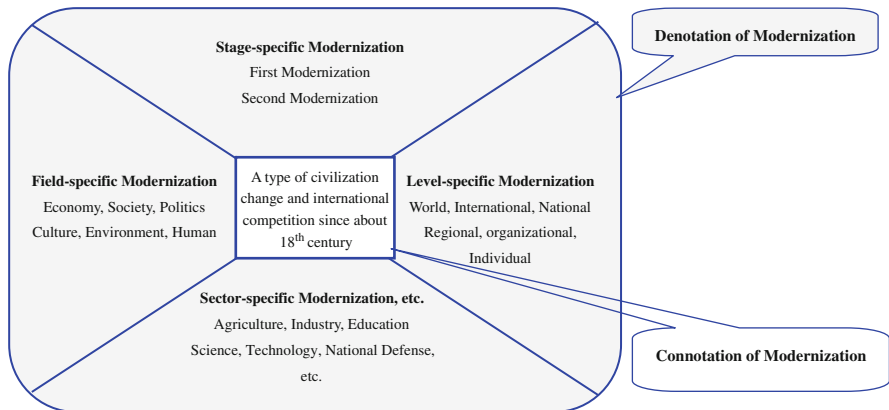 Stage-specific Modernization
First Modernization
Second Modernization
Denotation of Modernization
Field-specific Modernization
Economy, Society, Politics
Culture, Environment, Human
A type of civilization
change and international
competition since about
18th century
Level-specific Modernization
World, International, National
Regional, organizational,
Individual
Sector-specific Modernization, etc.
Agriculture, Industry, Education
Science, Technology, National Defense,
etc.
Connotation of Modernization